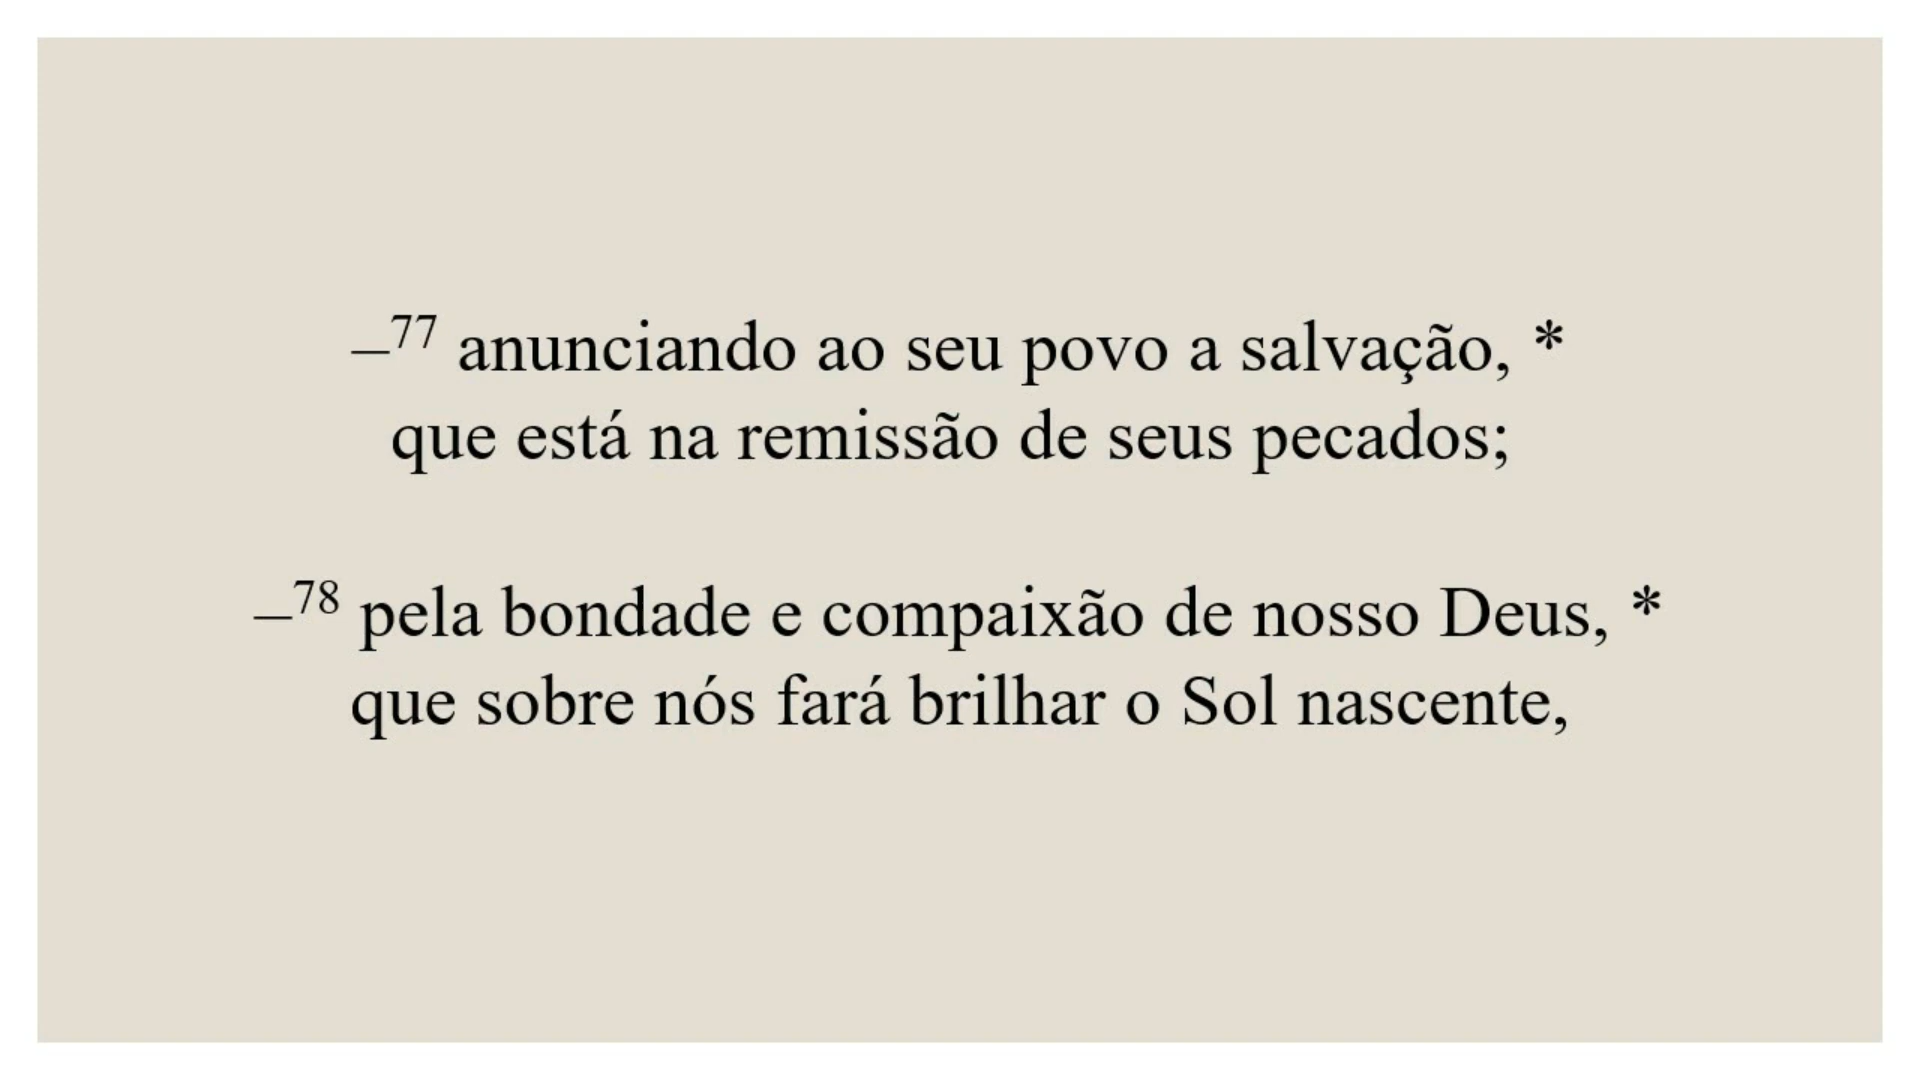 –77 anunciando ao seu povo a salvação, *
que está na remissão de seus pecados;
–78 pela bondade e compaixão de nosso Deus, *
que sobre nós fará brilhar o Sol nascente,